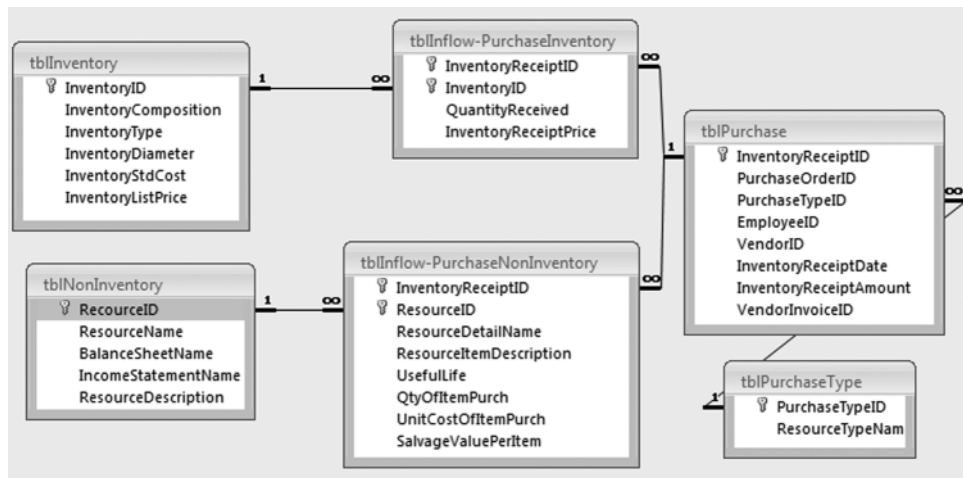 tblInventory
InventoryID
InventoryComposition
InventoryType
InventoryDiameter
InventoryStdCost
InventoryListPrice
1
∞
tblInflow-PurchaseInventory
InventoryReceiptID
InventoryID
QuantityReceived
InventoryReceiptPrice
∞
1
tblPurchase
InventoryReceiptID
PurchaseOrderID
PurchaseTypeID
EmployeeID
VendorID
InventoryReceiptDate
InventoryReceiptAmount
VendorInvoiceID
∞
tblNonInventory
RecourceID
ResourceName
BalanceSheetName
IncomeStatementName
ResourceDescription
1
∞
tblInflow-PurchaseNonInventory
InventoryReceiptID
ResourceID
ResourceDetailName
ResourceItemDescription
UsefulLife
QtyOfItemPurch
UnitCostOfItemPurch
SalvageValuePerItem
∞
1
tblPurchaseType
PurchaseTypeID
ResourceTypeNam